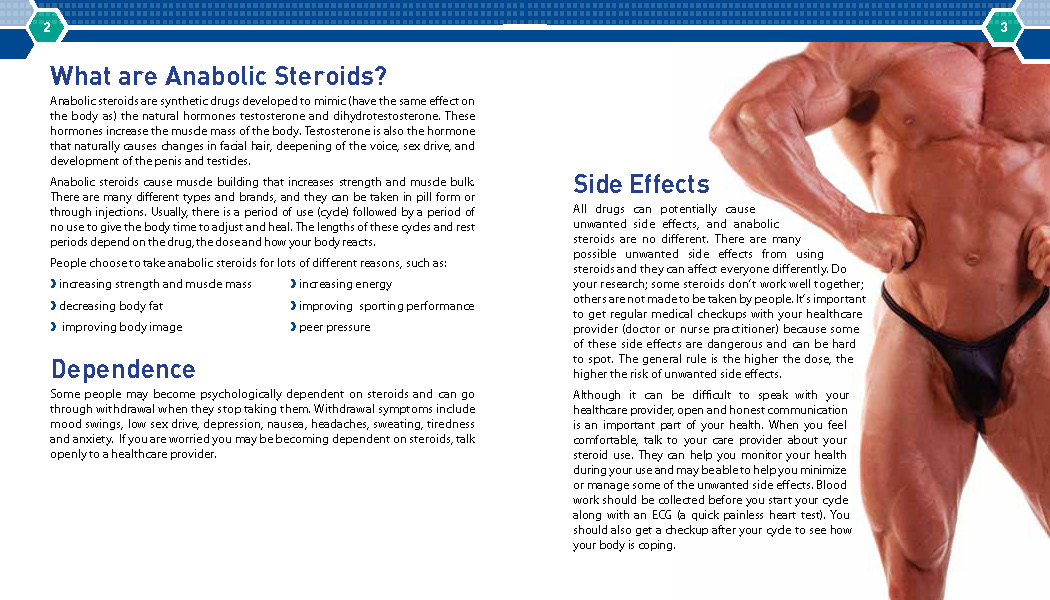 2
What are Anabolic Steroids?
Anabolic steroids are synthetic drugs developed to mimic (have the same effect on
the body as) the natural hormones testosterone and dihydrotestosterone. These
hormones increase the muscle mass of the body. Testosterone is also the hormone
that naturally causes changes in facial hair, deepening of the voice, sex drive, and
development of the penis and testicles.
Anabolic steroids cause muscle building that increases strength and muscle bulk.
There are many different types and brands, and they can be taken in pill form or
through injections. Usually, there is a period of use (cycle) followed by a period of
no use to give the body time to adjust and heal. The lengths of these cycles and rest
periods depend on the drug, the dose and how your body reacts.
People choose to take anabolic steroids for lots of different reasons, such as:
❯ increasing strength and muscle mass
❯ decreasing body fat
❯ improving body image
❯ increasing energy
❯ improving sporting performance
❯ peer pressure
Dependence
Some people may become psychologically dependent on steroids and can go
through withdrawal when they stop taking them. Withdrawal symptoms include
mood swings, low sex drive, depression, nausea, headaches, sweating, tiredness
and anxiety. If you are worried you may be becoming dependent on steroids, talk
openly to a healthcare provider.
3
Side Effects
All drugs can potentially cause
unwanted side effects, and anabolic
steroids are no different. There are many
possible unwanted side effects from using
steroids and they can affect everyone differently. Do
your research; some steroids don't work well together;
others are not made to be taken by people. It's important
to get regular medical checkups with your healthcare
provider (doctor or nurse practitioner) because some
of these side effects are dangerous and can be hard
to spot. The general rule is the higher the dose, the
higher the risk of unwanted side effects.
Although it can be difficult to speak with your
healthcare provider, open and honest communication
is an important part of your health. When you feel
comfortable, talk to your care provider about your
steroid use. They can help you monitor your health
during your use and may be able to help you minimize
or manage some of the unwanted side effects. Blood
work should be collected before you start your cycle
along with an ECG (a quick painless heart test). You
should also get a checkup after your cycle to see how
your body is coping.